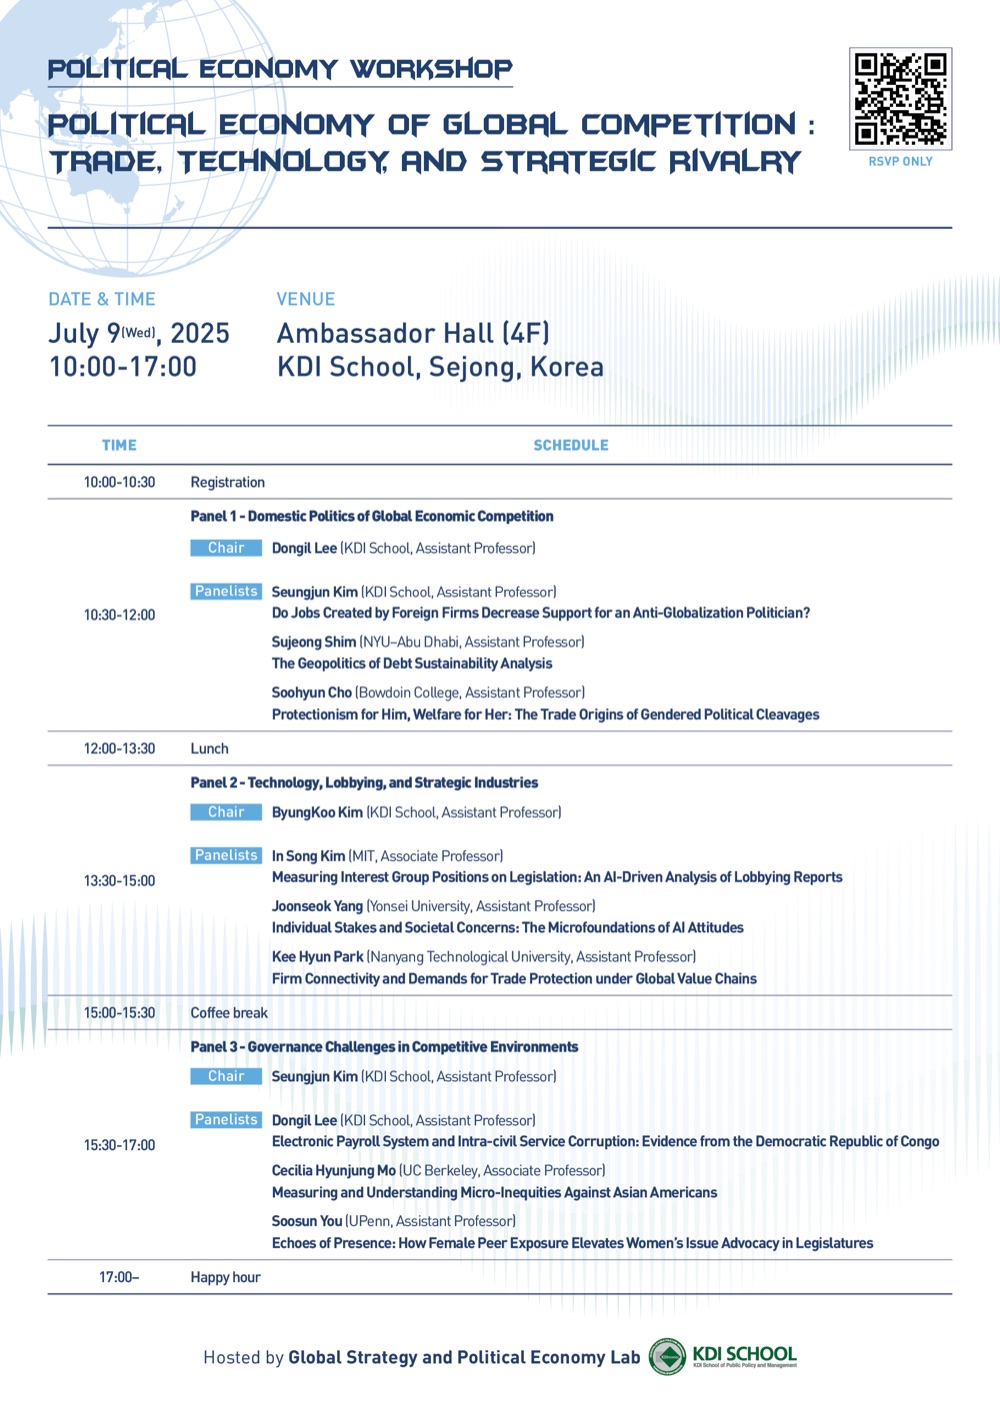 POLITICAL ECONOMY WORKSHOP
POLITICAL ECONOMY OF GLOBAL COMPETITION :
TRADE, TECHNOLOGY, AND STRATEGIC RIVALRY
RSVP ONLY
DATE & TIME
July 9(Wed), 2025
10:00-17:00
VENUE
Ambassador Hall (4F)
KDI School, Sejong, Korea
TIME SCHEDULE
10:00-10:30 Registration
10:30-12:00
Panel 1 - Domestic Politics of Global Economic Competition
Chair Dongil Lee (KDI School, Assistant Professor)
Panelists Seungjun Kim (KDI School, Assistant Professor)
Do Jobs Created by Foreign Firms Decrease Support for an Anti-Globalization Politician?
Sujeong Shim (NYU–Abu Dhabi, Assistant Professor)
The Geopolitics of Debt Sustainability Analysis
Soohyun Cho (Bowdoin College, Assistant Professor)
Protectionism for Him, Welfare for Her: The Trade Origins of Gendered Political Cleavages
12:00-13:30 Lunch
13:30-15:00
Panel 2 - Technology, Lobbying, and Strategic Industries
Chair ByungKoo Kim (KDI School, Assistant Professor)
Panelists In Song Kim (MIT, Associate Professor)
Measuring Interest Group Positions on Legislation: An AI-Driven Analysis of Lobbying Reports
Joonseok Yang (Yonsei University, Assistant Professor)
Individual Stakes and Societal Concerns: The Microfoundations of AI Attitudes
Kee Hyun Park (Nanyang Technological University, Assistant Professor)
Firm Connectivity and Demands for Trade Protection under Global Value Chains
15:00-15:30 Coffee break
15:30-17:00
Panel 3 - Governance Challenges in Competitive Environments
Chair Seungjun Kim (KDI School, Assistant Professor)
Panelists Dongil Lee (KDI School, Assistant Professor)
Electronic Payroll System and Intra-civil Service Corruption: Evidence from the Democratic Republic of Congo
Cecilia Hyunjung Mo (UC Berkeley, Associate Professor)
Measuring and Understanding Micro-Inequities Against Asian Americans
Soosun You (UPenn, Assistant Professor)
Echoes of Presence: How Female Peer Exposure Elevates Women's Issue Advocacy in Legislatures
17:00– Happy hour
Hosted by Global Strategy and Political Economy Lab
KDI SCHOOL
KDI School of Public Policy and Management